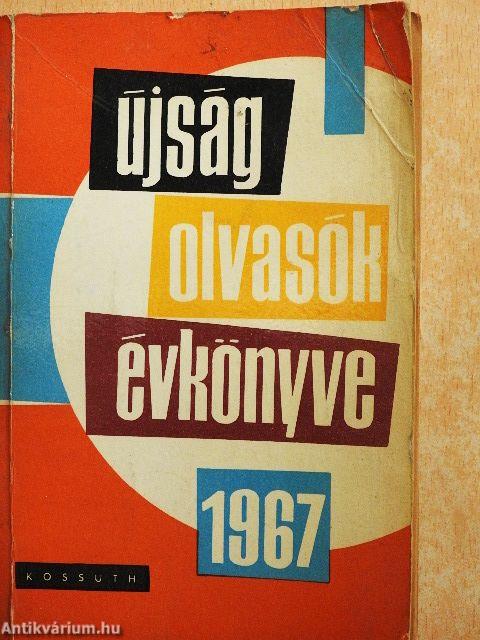 újság
olvasók
évkönyve
1967
KOSSUTH
Antikvárium.hu